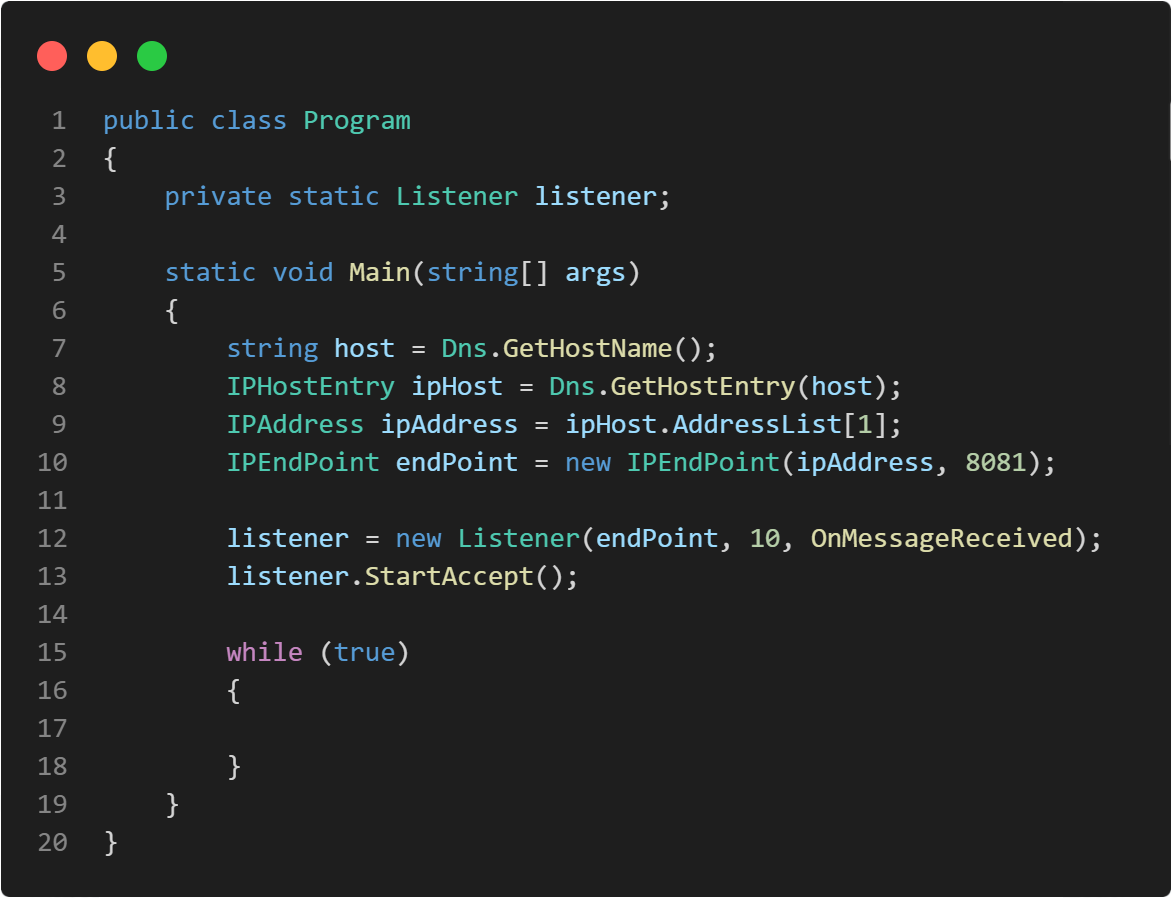 1 public class Program
2 {
3     private static Listener listener;
4
5     static void Main(string[] args)
6     {
7         string host = Dns.GetHostName();
8         IPHostEntry ipHost = Dns.GetHostEntry(host);
9         IPAddress ipAddress = ipHost.AddressList[1];
10         IPEndPoint endPoint = new IPEndPoint(ipAddress, 8081);
11
12         listener = new Listener(endPoint, 10, OnMessageReceived);
13         listener.StartAccept();
14
15         while (true)
16         {
17
18         }
19     }
20 }